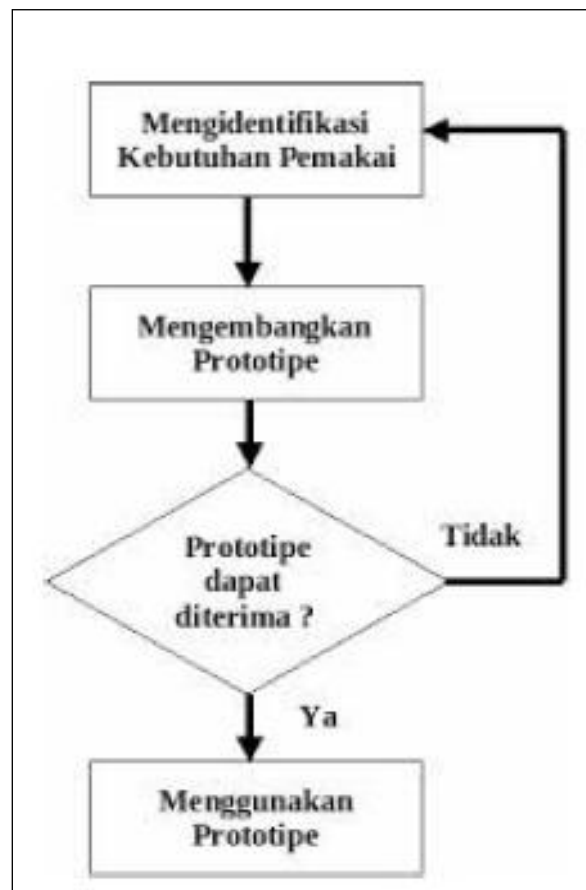 Mengidentifikasi
Kebutuhan Pemakai
Mengembangkan
Prototipe
Prototipe
dapat
diterima ?
Tidak
Ya
Menggunakan
Prototipe